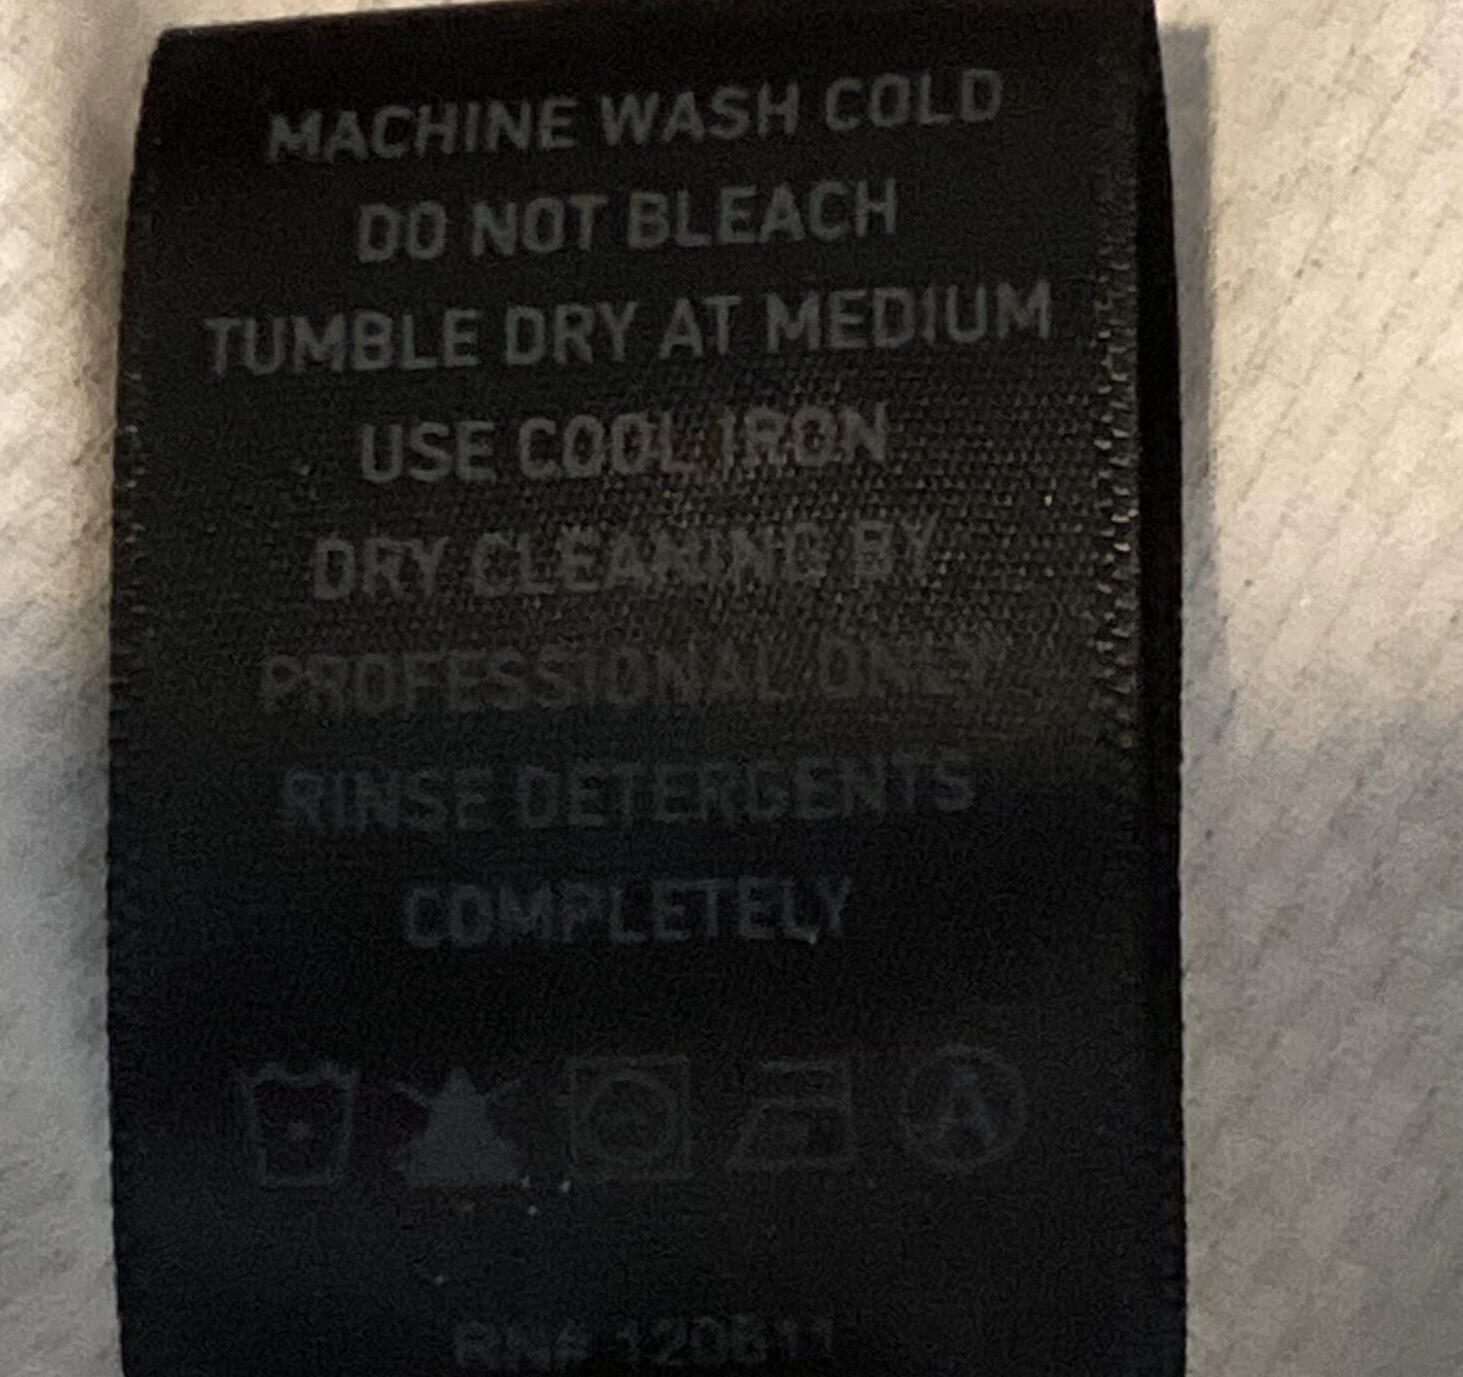 MACHINE WASH COLD
DO NOT BLEACH
TUMBLE DRY AT MEDIUM
USE COOL IRON
DRY CLEANING BY
PROFESSIONAL ONLY
RINSE DETERGENTS
COMPLETELY
A
RN#